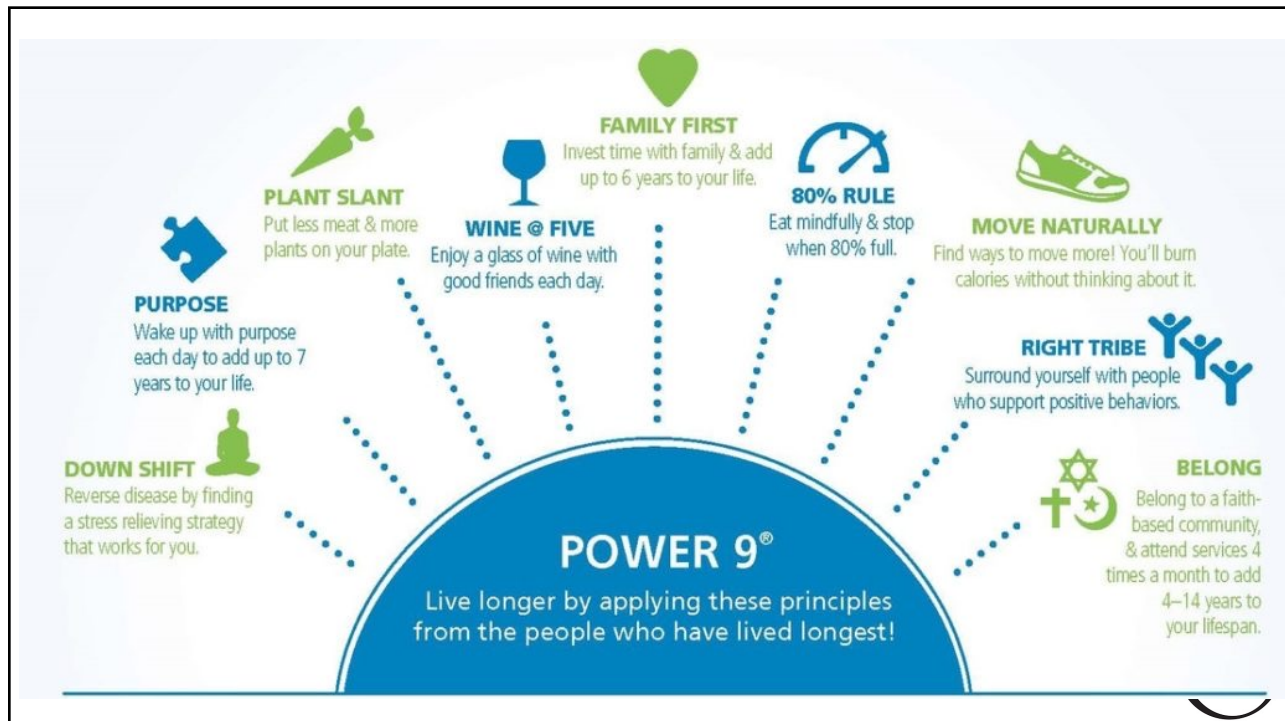 FAMILY FIRST
Invest time with family & add
up to 6 years to your life.
PLANT SLANT
Put less meat & more
plants on your plate.
WINE @ FIVE
Enjoy a glass of wine with
good friends each day.
80% RULE
Eat mindfully & stop
when 80% full.
MOVE NATURALLY
Find ways to move more! You'll burn
calories without thinking about it.
PURPOSE
Wake up with purpose
each day to add up to 7
years to your life.
RIGHT TRIBE
Surround yourself with people
who support positive behaviors.
DOWN SHIFT
Reverse disease by finding
a stress relieving strategy
that works for you.
BELONG
Belong to a faith-
based community,
& attend services 4
times a month to add
4–14 years to
your lifespan.
POWER 9®
Live longer by applying these principles
from the people who have lived longest!